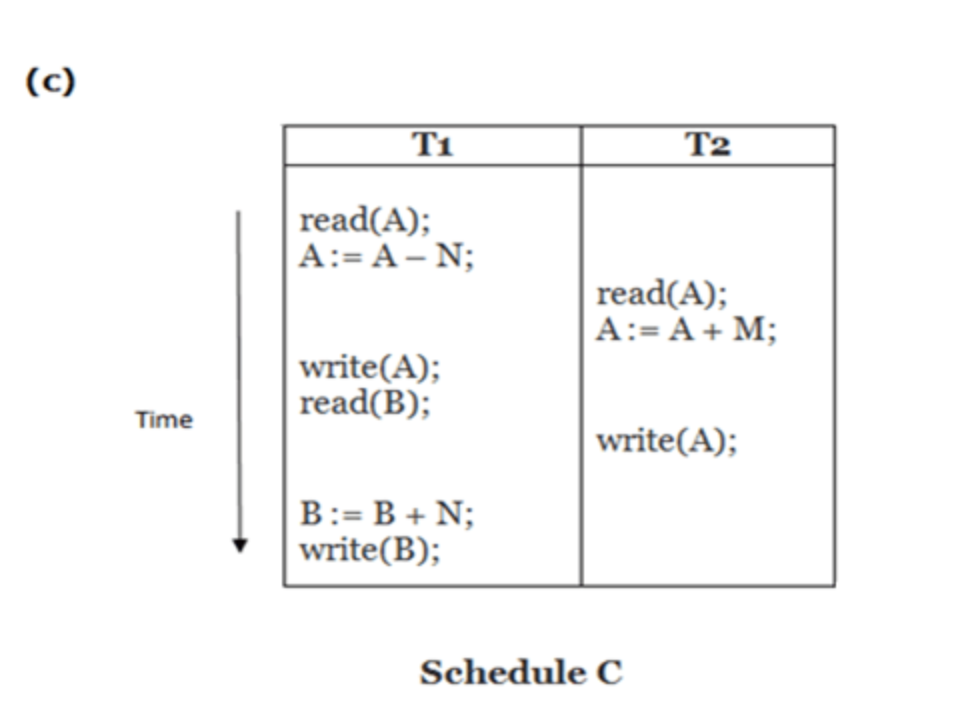 (c)
T1 T2
read(A);
A := A – N;
read(A);
A := A + M;
write(A);
read(B);
Time
write(A);
B := B + N;
write(B);
Schedule C